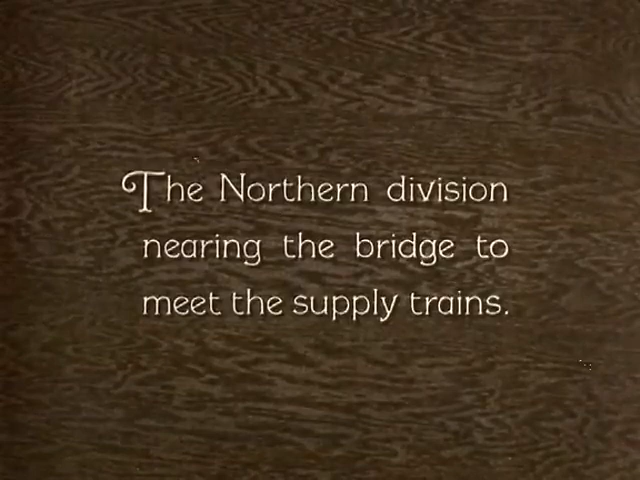 The Northern division
nearing the bridge to
meet the supply trains.